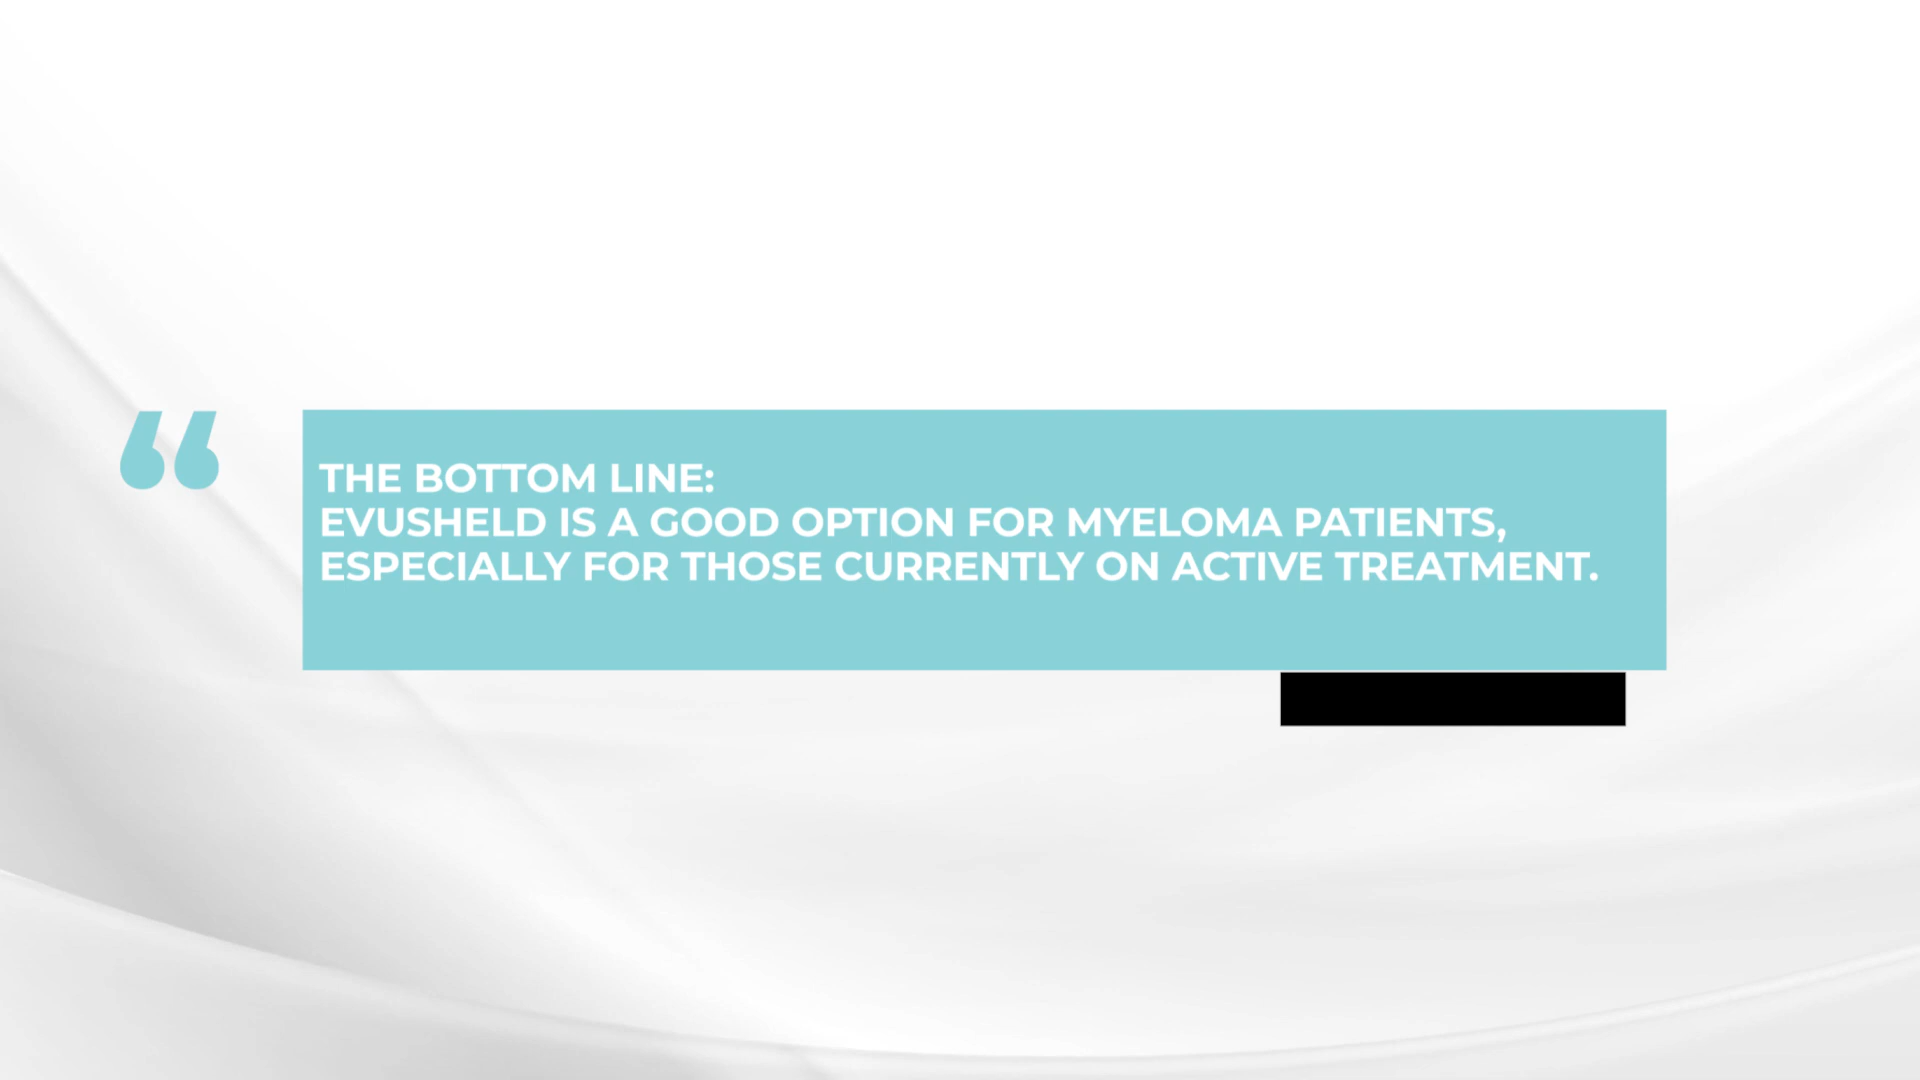 “
THE BOTTOM LINE:
EVUSHELD IS A GOOD OPTION FOR MYELOMA PATIENTS,
ESPECIALLY FOR THOSE CURRENTLY ON ACTIVE TREATMENT.